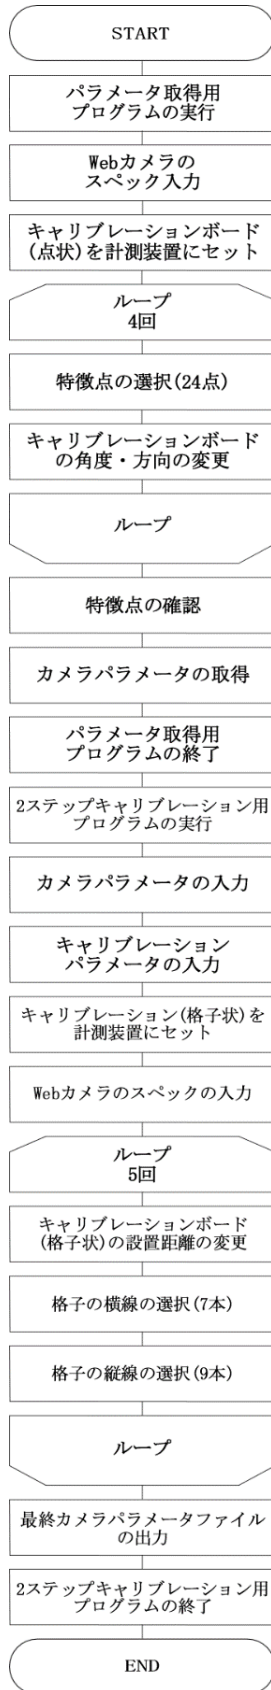 START
パラメータ取得用
プログラムの実行
Webカメラの
スペック入力
キャリブレーションボード
(点状)を計測装置にセット
ループ
4回
特徴点の選択(24点)
キャリブレーションボード
の角度・方向の変更
ループ
特徴点の確認
カメラパラメータの取得
パラメータ取得用
プログラムの終了
2ステップキャリブレーション用
プログラムの実行
カメラパラメータの入力
キャリブレーション
パラメータの入力
キャリブレーション(格子状)を
計測装置にセット
Webカメラのスペックの入力
ループ
5回
キャリブレーションボード
(格子状)の設置距離の変更
格子の横線の選択(7本)
格子の縦線の選択(9本)
ループ
最終カメラパラメータファイル
の出力
2ステップキャリブレーション用
プログラムの終了
END